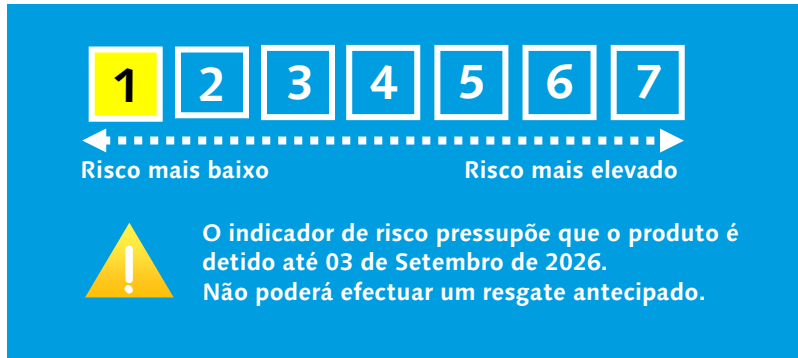 1 2 3 4 5 6 7
Risco mais baixo Risco mais elevado
O indicador de risco pressupõe que o produto é
detido até 03 de Setembro de 2026.
Não poderá efectuar um resgate antecipado.